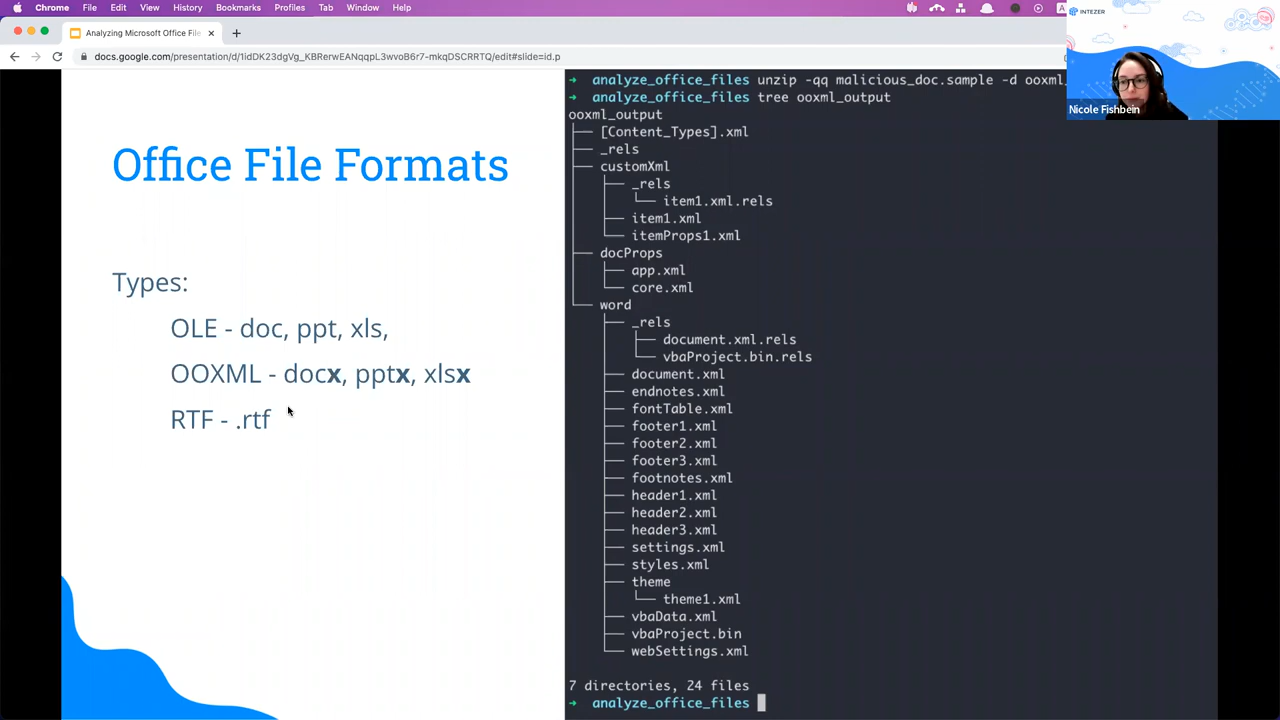 Chrome File Edit View History Bookmarks Profiles Tab Window Help
Analyzing Microsoft Office File
docs.google.com/presentation/d/1idDK23dgVg_KBRerwEANqqpL3wvoB6r7-mkqDSCRRTQ/edit#slide=id.p
INTEZER
Nicole Fishbein
Office File Formats
Types:
OLE - doc, ppt, xls,
OOXML - docx, pptx, xlsx
RTF - .rtf
➜ analyze_office_files unzip -qq malicious_doc.sample -d ooxml
➜ analyze_office_files tree ooxml_output
ooxml_output
├── [Content_Types].xml
├── _rels
├── customXml
│   ├── _rels
│   │   └── item1.xml.rels
│   ├── item1.xml
│   └── itemProps1.xml
├── docProps
│   ├── app.xml
│   └── core.xml
└── word
    ├── _rels
    │   ├── document.xml.rels
    │   └── vbaProject.bin.rels
    ├── document.xml
    ├── endnotes.xml
    ├── fontTable.xml
    ├── footer1.xml
    ├── footer2.xml
    ├── footer3.xml
    ├── footnotes.xml
    ├── header1.xml
    ├── header2.xml
    ├── header3.xml
    ├── settings.xml
    ├── styles.xml
    ├── theme
    │   └── theme1.xml
    ├── vbaData.xml
    ├── vbaProject.bin
    └── webSettings.xml
7 directories, 24 files
➜ analyze_office_files